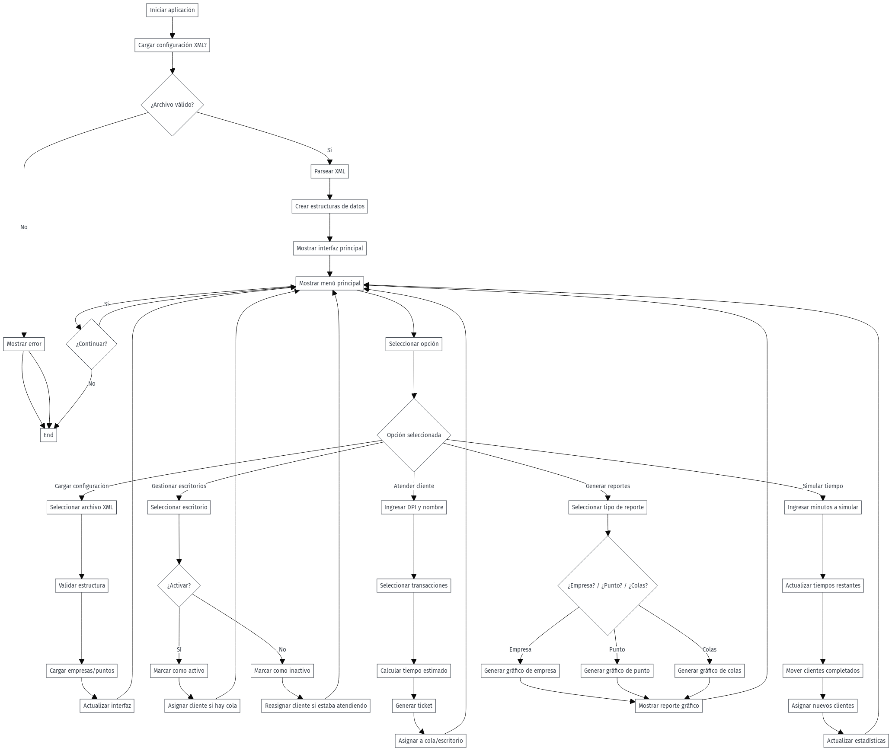 Iniciar aplicación
Cargar configuración XML?
¿Archivo válido?
Sí
Parsear XML
Crear estructuras de datos
No
Mostrar interfaz principal
Mostrar menú principal
Sí
Mostrar error
¿Continuar?
Seleccionar opción
No
End
Opción seleccionada
Cargar configuración
Gestionar escritorios
Atender cliente
Generar reportes
Simular tiempo
Seleccionar archivo XML
Seleccionar escritorio
Ingresar DPI y nombre
Seleccionar tipo de reporte
Ingresar minutos a simular
Validar estructura
¿Activar?
Seleccionar transacciones
¿Empresa? / ¿Punto? / ¿Colas?
Actualizar tiempos restantes
Sí
No
Empresa
Punto
Colas
Cargar empresas/puntos
Marcar como activo
Marcar como inactivo
Calcular tiempo estimado
Generar gráfico de empresa
Generar gráfico de punto
Generar gráfico de colas
Mover clientes completados
Actualizar interfaz
Asignar cliente si hay cola
Reasignar cliente si estaba atendiendo
Generar ticket
Mostrar reporte gráfico
Asignar nuevos clientes
Asignar a cola/escritorio
Actualizar estadísticas